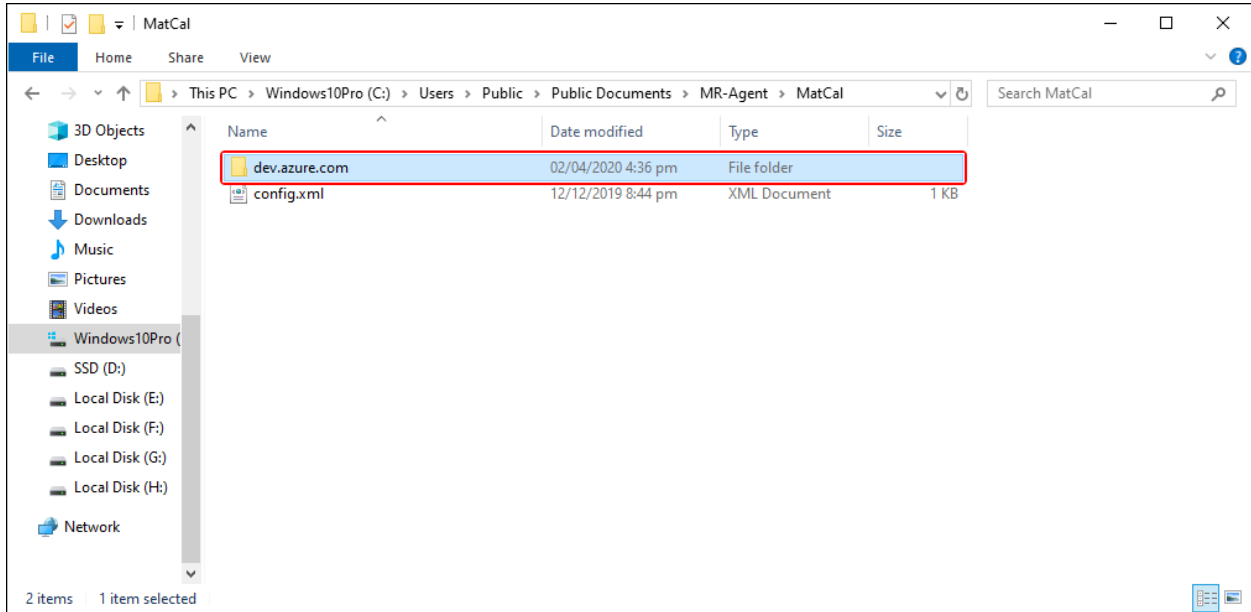 MatCal
File Home Share View
This PC > Windows10Pro (C:) > Users > Public > Public Documents > MR-Agent > MatCal Search MatCal
Name Date modified Type Size
3D Objects
Desktop
Documents
Downloads
Music
Pictures
Videos
Windows10Pro (
SSD (D:)
Local Disk (E:)
Local Disk (F:)
Local Disk (G:)
Local Disk (H:)
Network
dev.azure.com 02/04/2020 4:36 pm File folder
config.xml 12/12/2019 8:44 pm XML Document 1 KB
2 items 1 item selected